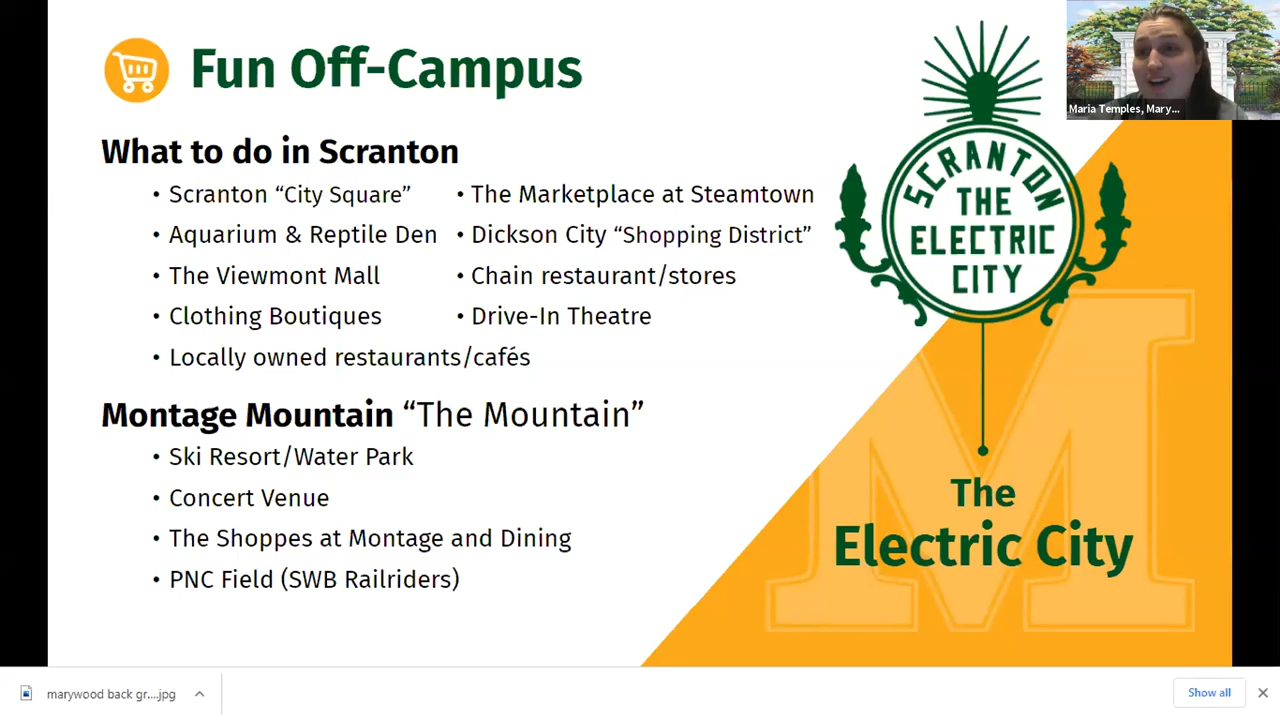 Fun Off-Campus
What to do in Scranton
• Scranton “City Square”
• Aquarium & Reptile Den
• The Viewmont Mall
• Clothing Boutiques
• Locally owned restaurants/cafés
• The Marketplace at Steamtown
• Dickson City “Shopping District”
• Chain restaurant/stores
• Drive-In Theatre
Montage Mountain “The Mountain”
• Ski Resort/Water Park
• Concert Venue
• The Shoppes at Montage and Dining
• PNC Field (SWB Railriders)
SCRANTON
THE
ELECTRIC
CITY
The
Electric City
M
Maria Temples, Mary...
marywood back gr....jpg
Show all